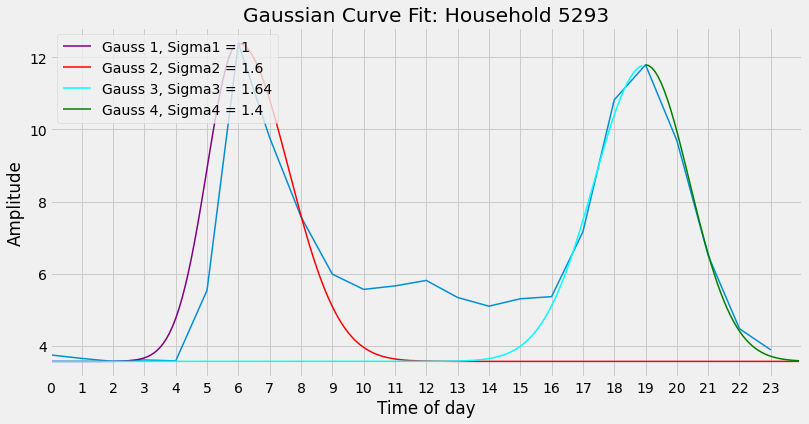 Gaussian Curve Fit: Household 5293
Gauss 1, Sigma1 = 1
Gauss 2, Sigma2 = 1.6
Gauss 3, Sigma3 = 1.64
Gauss 4, Sigma4 = 1.4
12
10
8
6
4
Amplitude
0 1 2 3 4 5 6 7 8 9 10 11 12 13 14 15 16 17 18 19 20 21 22 23
Time of day